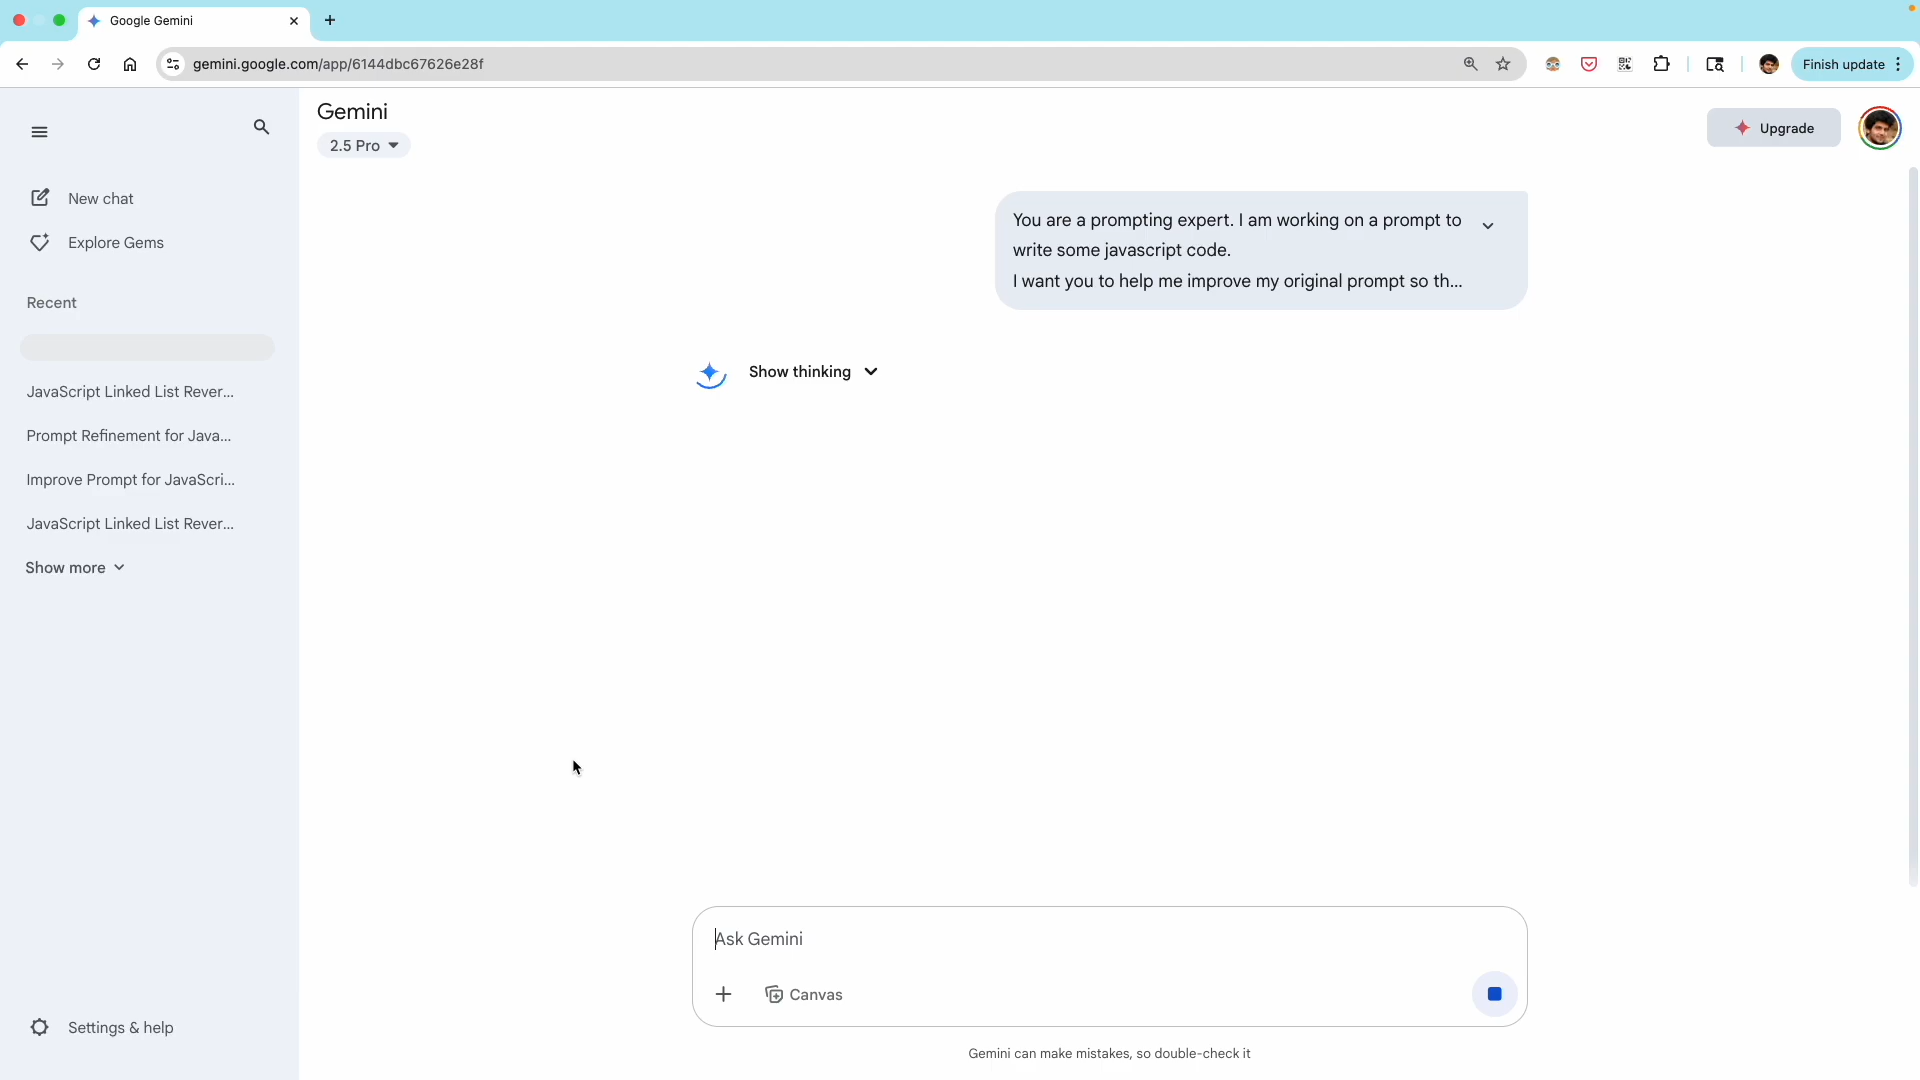 Google Gemini
gemini.google.com/app/6144dbc67626e28f
Finish update
Gemini
2.5 Pro
Upgrade
New chat
Explore Gems
Recent
JavaScript Linked List Rever...
Prompt Refinement for Java...
Improve Prompt for JavaScri...
JavaScript Linked List Rever...
Show more
Settings & help
You are a prompting expert. I am working on a prompt to
write some javascript code.
I want you to help me improve my original prompt so th...
Show thinking
Ask Gemini
Canvas
Gemini can make mistakes, so double-check it